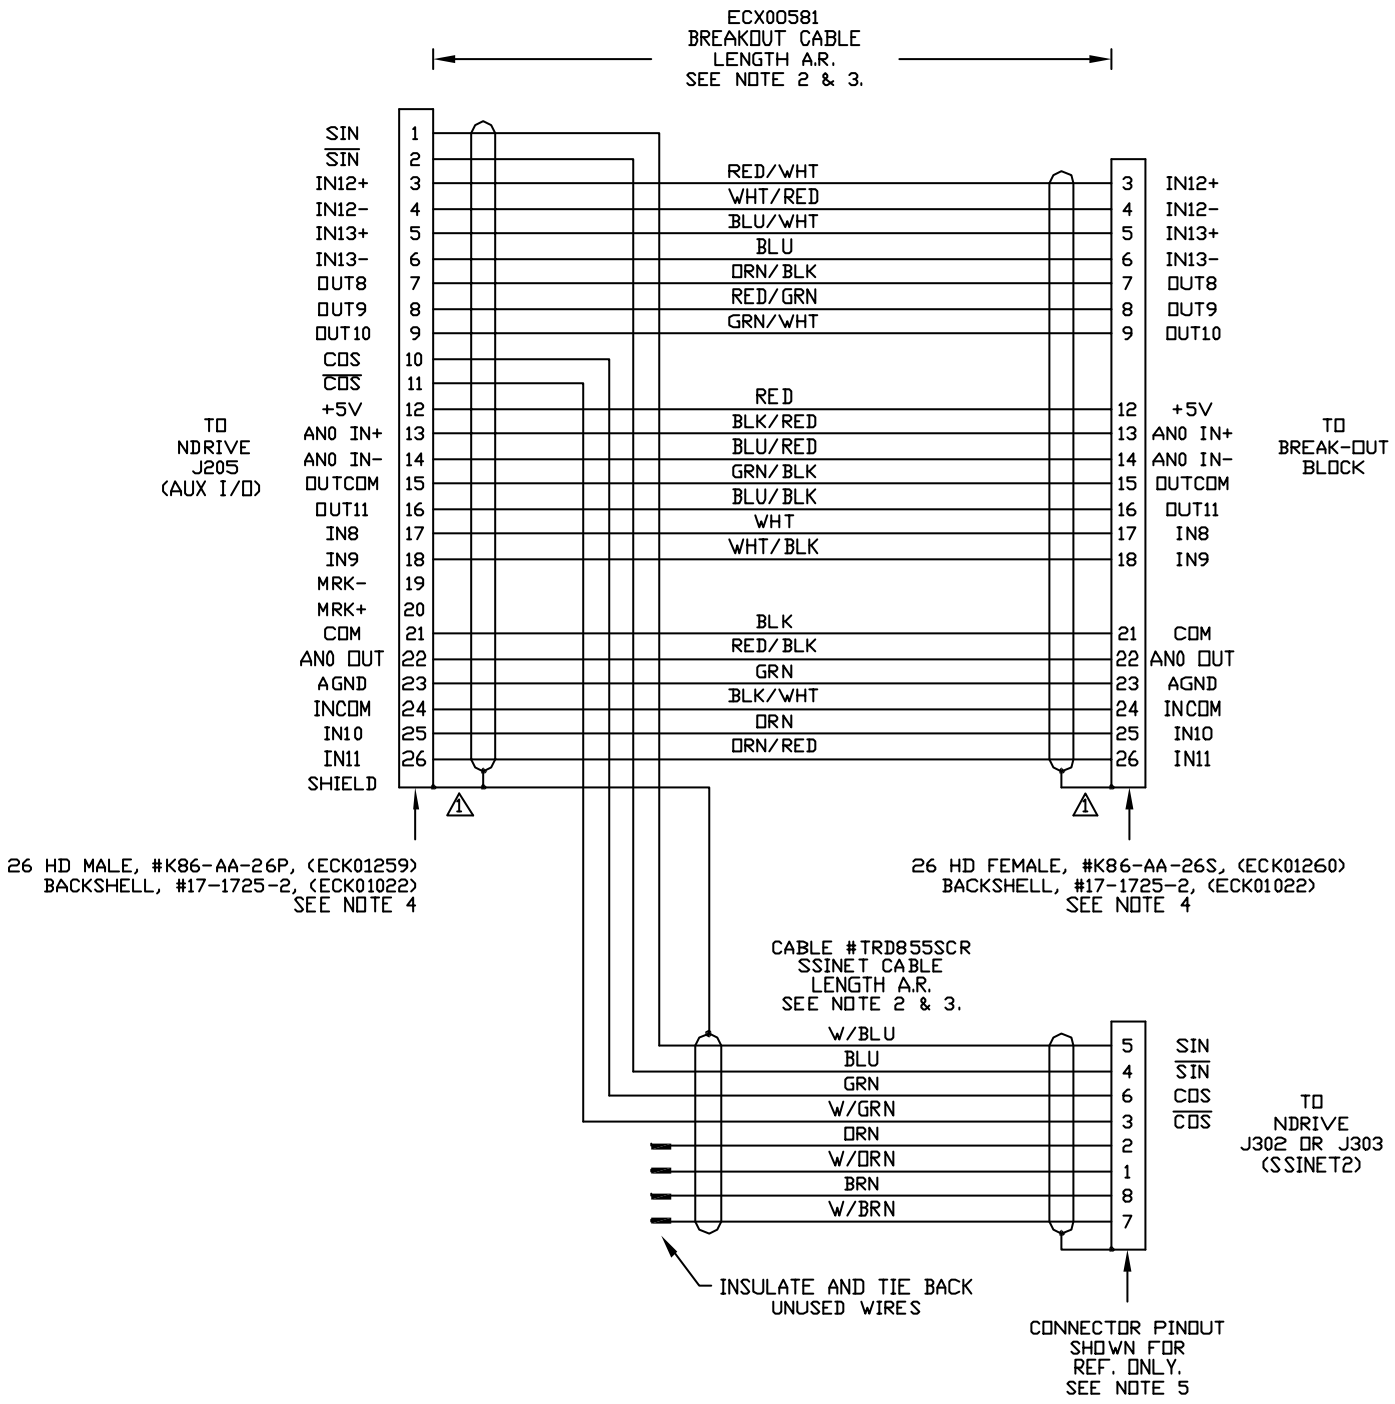 ECX00581
BREAKOUT CABLE
LENGTH A.R.
SEE NOTE 2 & 3.
SIN 1
SIN 2
IN12+ 3 RED/WHT 3 IN12+
IN12- 4 WHT/RED 4 IN12-
IN13+ 5 BLU/WHT 5 IN13+
IN13- 6 BLU 6 IN13-
OUT8 7 ORN/BLK 7 OUT8
OUT9 8 RED/GRN 8 OUT9
OUT10 9 GRN/WHT 9 OUT10
COS 10
COS 11
+5V 12 RED 12 +5V
AN0 IN+ 13 BLK/RED 13 AN0 IN+
AN0 IN- 14 BLU/RED 14 AN0 IN-
OUTCOM 15 GRN/BLK 15 OUTCOM
OUT11 16 BLU/BLK 16 OUT11
IN8 17 WHT 17 IN8
IN9 18 WHT/BLK 18 IN9
MRK- 19
MRK+ 20
COM 21 BLK 21 COM
AN0 OUT 22 RED/BLK 22 AN0 OUT
AGND 23 GRN 23 AGND
INCOM 24 BLK/WHT 24 INCOM
IN10 25 ORN 25 IN10
IN11 26 ORN/RED 26 IN11
SHIELD
TO
NDRIVE
J205
(AUX I/O)
TO
BREAK-OUT
BLOCK
1
1
26 HD MALE, #K86-AA-26P, (ECK01259)
BACKSHELL, #17-1725-2, (ECK01022)
SEE NOTE 4
26 HD FEMALE, #K86-AA-26S, (ECK01260)
BACKSHELL, #17-1725-2, (ECK01022)
SEE NOTE 4
CABLE #TRD855SCR
SSINET CABLE
LENGTH A.R.
SEE NOTE 2 & 3.
W/BLU 5 SIN
BLU 4 SIN
GRN 6 COS
W/GRN 3 COS
ORN 2
W/ORN 1
BRN 8
W/BRN 7
TO
NDRIVE
J302 OR J303
(SSINET2)
INSULATE AND TIE BACK
UNUSED WIRES
CONNECTOR PINOUT
SHOWN FOR
REF. ONLY.
SEE NOTE 5